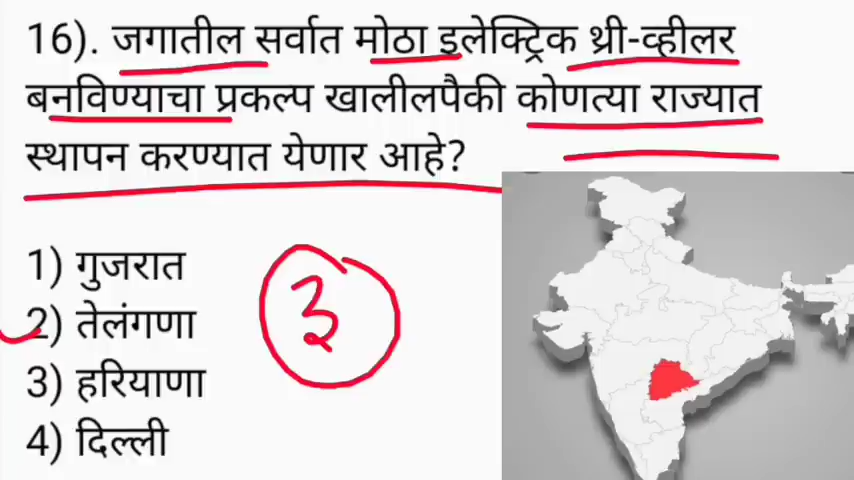 16). जगातील सर्वात मोठा इलेक्ट्रिक थ्री-व्हीलर
बनविण्याचा प्रकल्प खालीलपैकी कोणत्या राज्यात
स्थापन करण्यात येणार आहे?
1) गुजरात
2) तेलंगणा
3) हरियाणा
4) दिल्ली
३